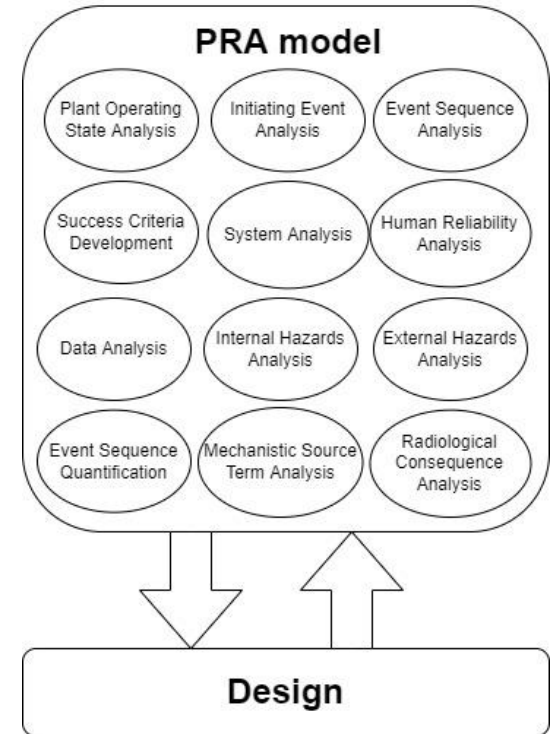 PRA model
Plant Operating
State Analysis
Initiating Event
Analysis
Event Sequence
Analysis
Success Criteria
Development
System Analysis
Human Reliability
Analysis
Data Analysis
Internal Hazards
Analysis
External Hazards
Analysis
Event Sequence
Quantification
Mechanistic Source
Term Analysis
Radiological
Consequence
Analysis
Design